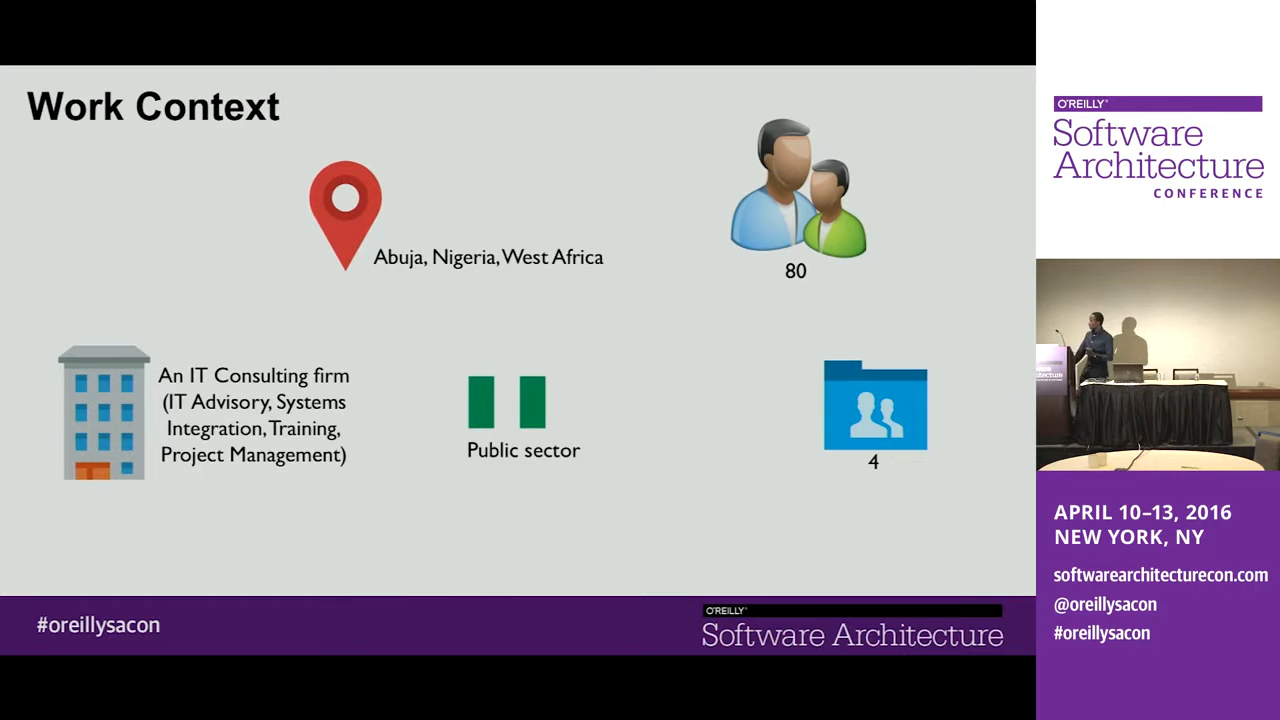 Work Context
Abuja, Nigeria, West Africa
80
An IT Consulting firm
(IT Advisory, Systems
Integration, Training,
Project Management)
Public sector
4
#oreillysacon
O'REILLY®
Software Architecture
O'REILLY®
Software
Architecture
CONFERENCE
APRIL 10–13, 2016
NEW YORK, NY
softwarearchitecturecon.com
@oreillysacon
#oreillysacon